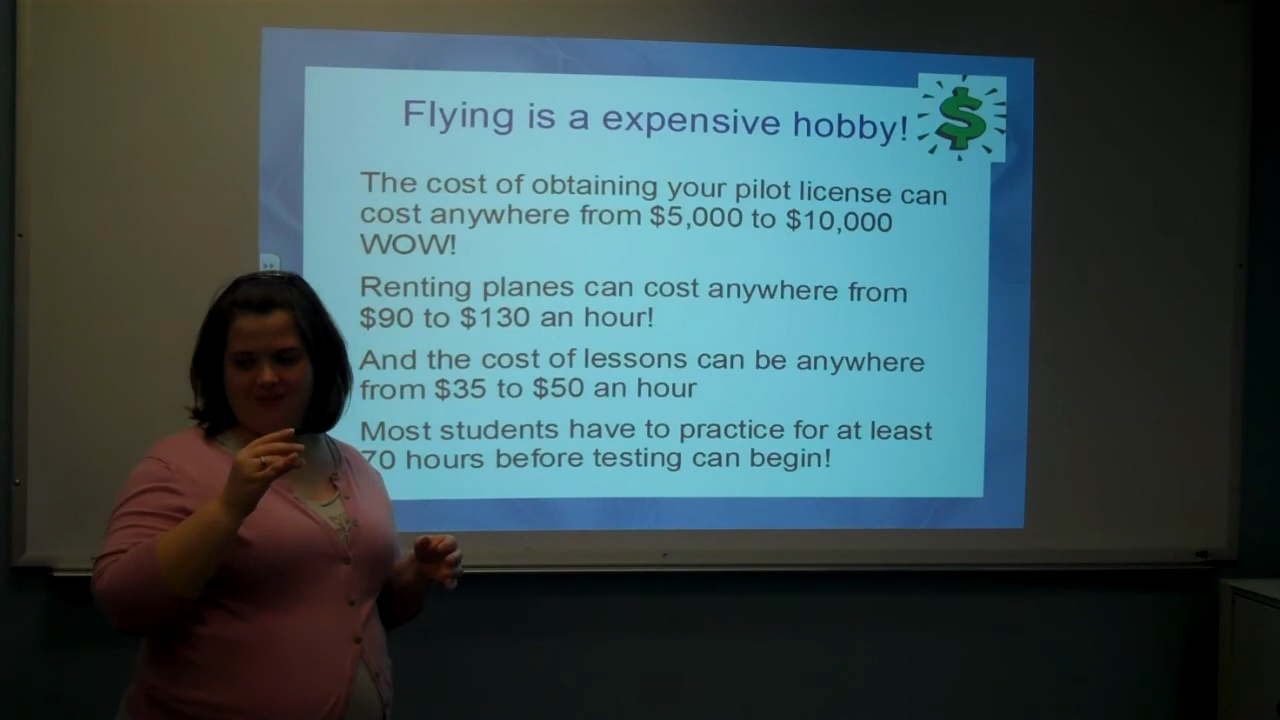 Flying is a expensive hobby!
The cost of obtaining your pilot license can
cost anywhere from $5,000 to $10,000
WOW!
Renting planes can cost anywhere from
$90 to $130 an hour!
And the cost of lessons can be anywhere
from $35 to $50 an hour
Most students have to practice for at least
70 hours before testing can begin!